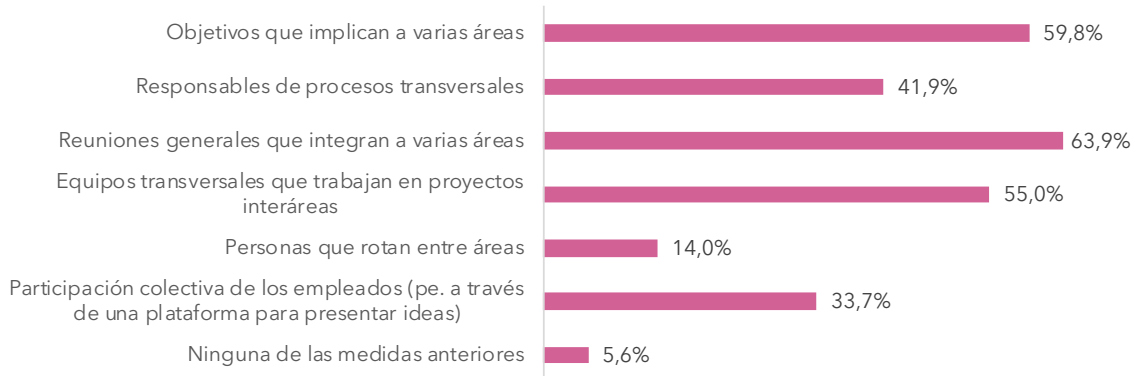 Objetivos que implican a varias áreas
59,8%
Responsables de procesos transversales
41,9%
Reuniones generales que integran a varias áreas
63,9%
Equipos transversales que trabajan en proyectos
interáreas
55,0%
Personas que rotan entre áreas
14,0%
Participación colectiva de los empleados (pe. a través
de una plataforma para presentar ideas)
33,7%
Ninguna de las medidas anteriores
5,6%